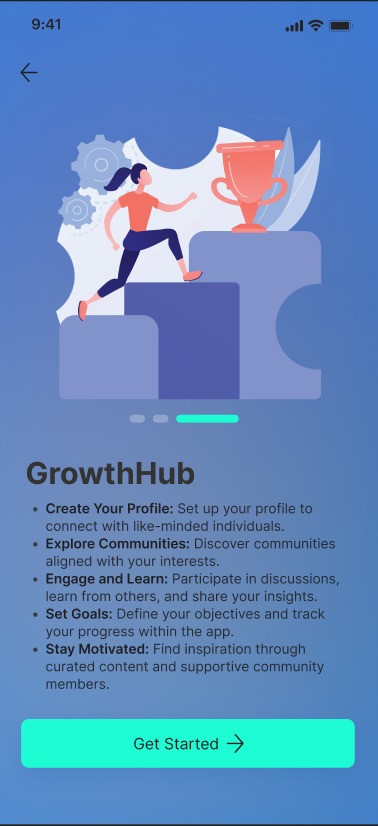 9:41
GrowthHub
• Create Your Profile: Set up your profile to
connect with like-minded individuals.
• Explore Communities: Discover communities
aligned with your interests.
• Engage and Learn: Participate in discussions,
learn from others, and share your insights.
• Set Goals: Define your objectives and track
your progress within the app.
• Stay Motivated: Find inspiration through
curated content and supportive community
members.
Get Started